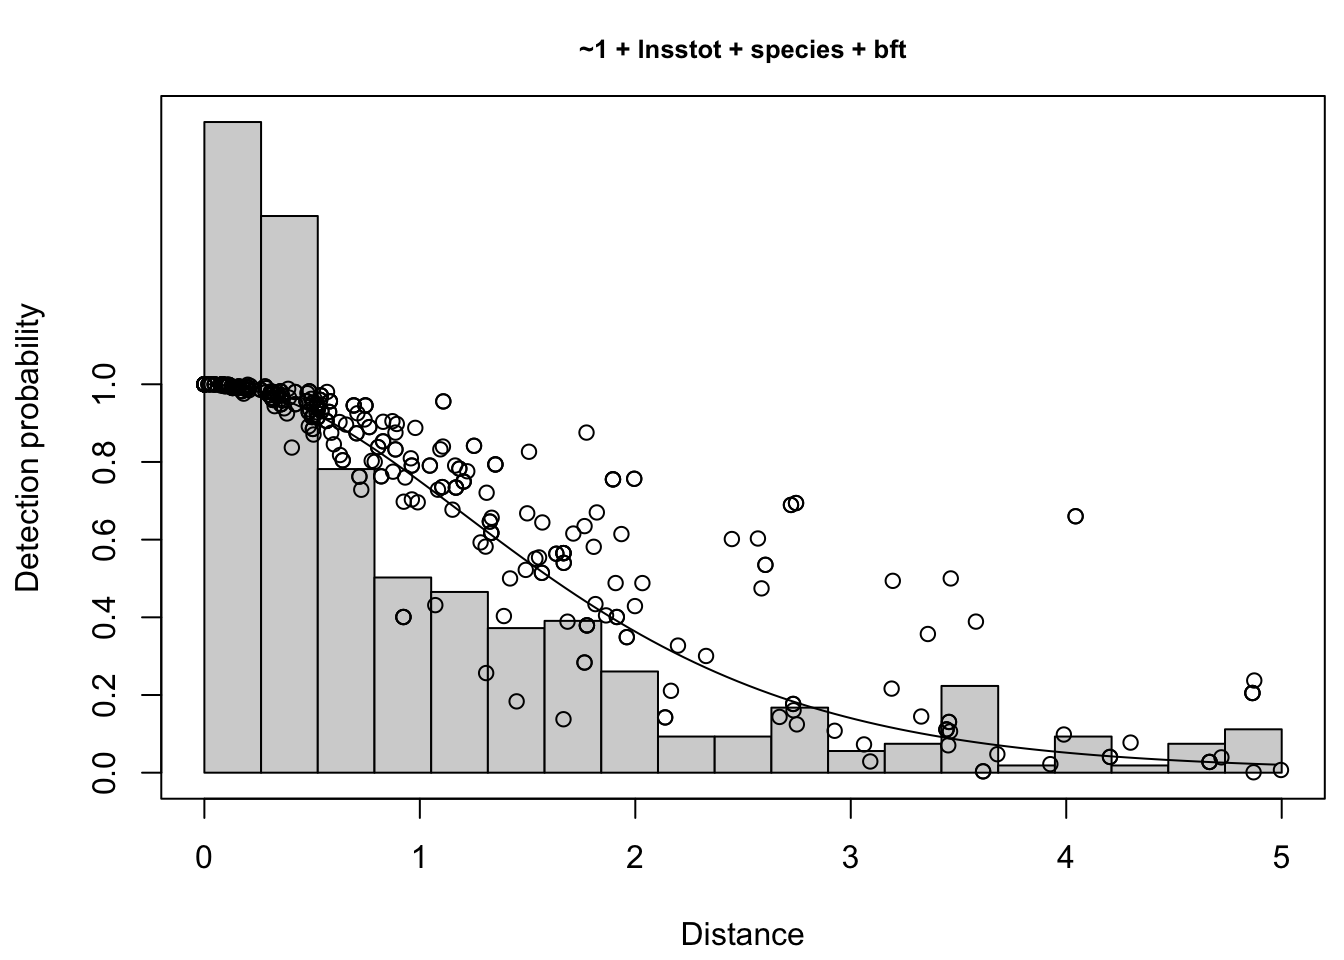 ~1 + lnsstot + species + bft
Detection probability
1.0
0.8
0.6
0.4
0.2
0.0
0 1 2 3 4 5
Distance